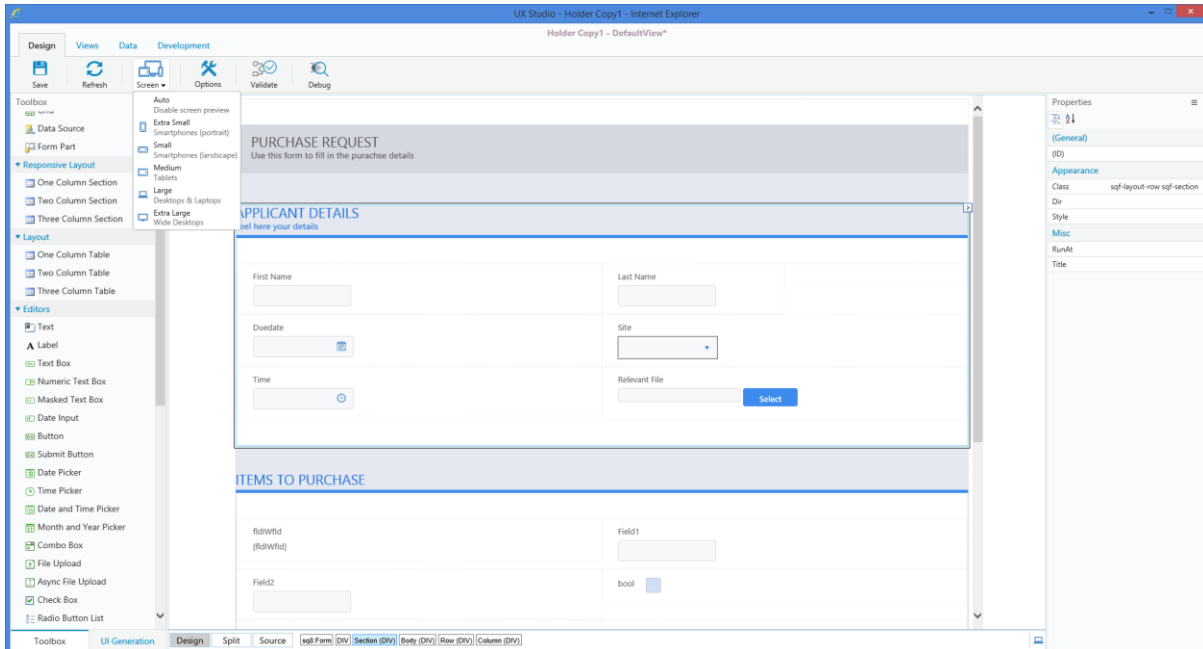 UX Studio - Holder Copy1 - Internet Explorer
Holder Copy1 - DefaultView*
Design Views Data Development
Save Refresh Screen Options Validate Debug
Toolbox
Data Source
Form Part
Responsive Layout
One Column Section
Two Column Section
Three Column Section
Layout
One Column Table
Two Column Table
Three Column Table
Editors
Text
Label
Text Box
Numeric Text Box
Masked Text Box
Date Input
Button
Submit Button
Date Picker
Time Picker
Date and Time Picker
Month and Year Picker
Combo Box
File Upload
Async File Upload
Check Box
Radio Button List
Toolbox UI Generation
Auto
Disable screen preview
Extra Small
Smartphones (portrait)
Small
Smartphones (landscape)
Medium
Tablets
Large
Desktops & Laptops
Extra Large
Wide Desktops
PURCHASE REQUEST
Use this form to fill in the purachse details
APPLICANT DETAILS
eel here your details
First Name Last Name
Duedate Site
Time Relevant File
Select
ITEMS TO PURCHASE
fldIWfId Field1
[fldIWfId]
Field2 bool
Design Split Source sq8:Form DIV Section (DIV) Body (DIV) Row (DIV) Column (DIV)
Properties
(General)
(ID)
Appearance
Class sqf-layout-row sqf-section
Dir
Style
Misc
RunAt
Title